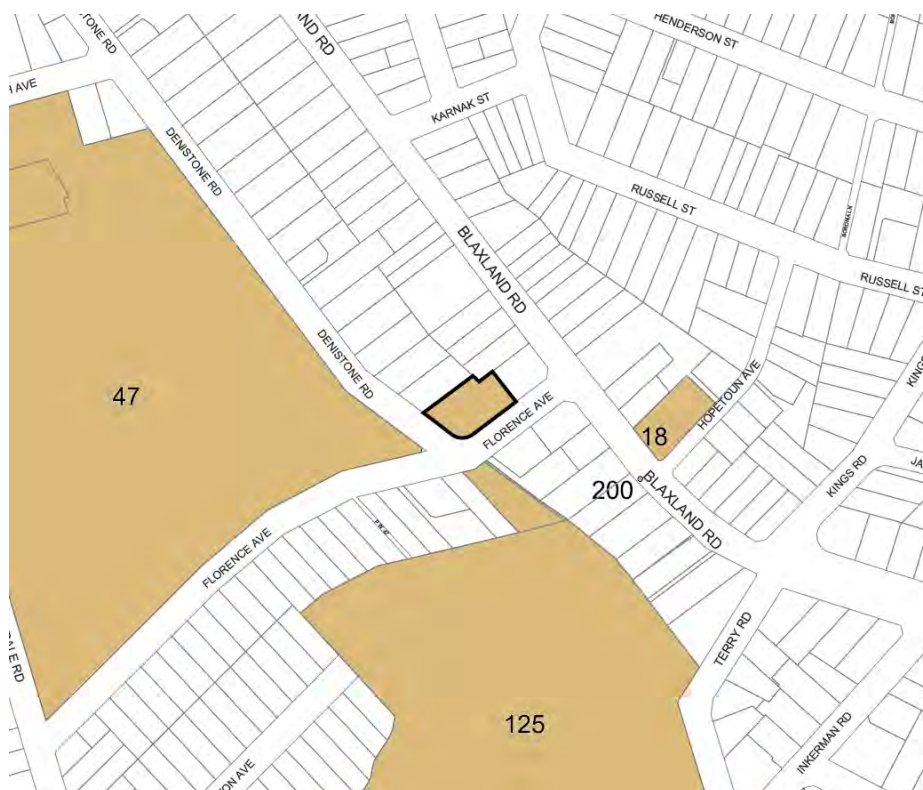 HENDERSON ST
KARNAK ST
DENISTONE RD
RUSSELL ST
BLAXLAND RD
RUSSELL ST
DENISTONE RD
47
HOPETOUN AVE
FLORENCE AVE
18
KINGS RD
200
BLAXLAND RD
FLORENCE AVE
TERRY RD
125
INKERMAN RD